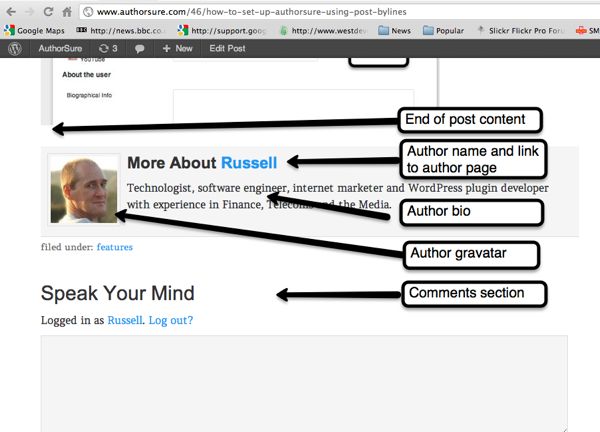 www.authorsure.com/46/how-to-set-up-authorsure-using-post-bylines
Google Maps http://news.bbc.co. http://support.goog http://www.westdev News Popular Slickr Flickr Pro Foru SM
AuthorSure 3 + New Edit Post
YouTube
About the user
Biographical Info
End of post content
More About Russell
Author name and link
to author page
Technologist, software engineer, internet marketer and WordPress plugin developer
with experience in Finance, Telecoms and the Media.
Author bio
filed under: features
Author gravatar
Speak Your Mind
Comments section
Logged in as Russell. Log out?